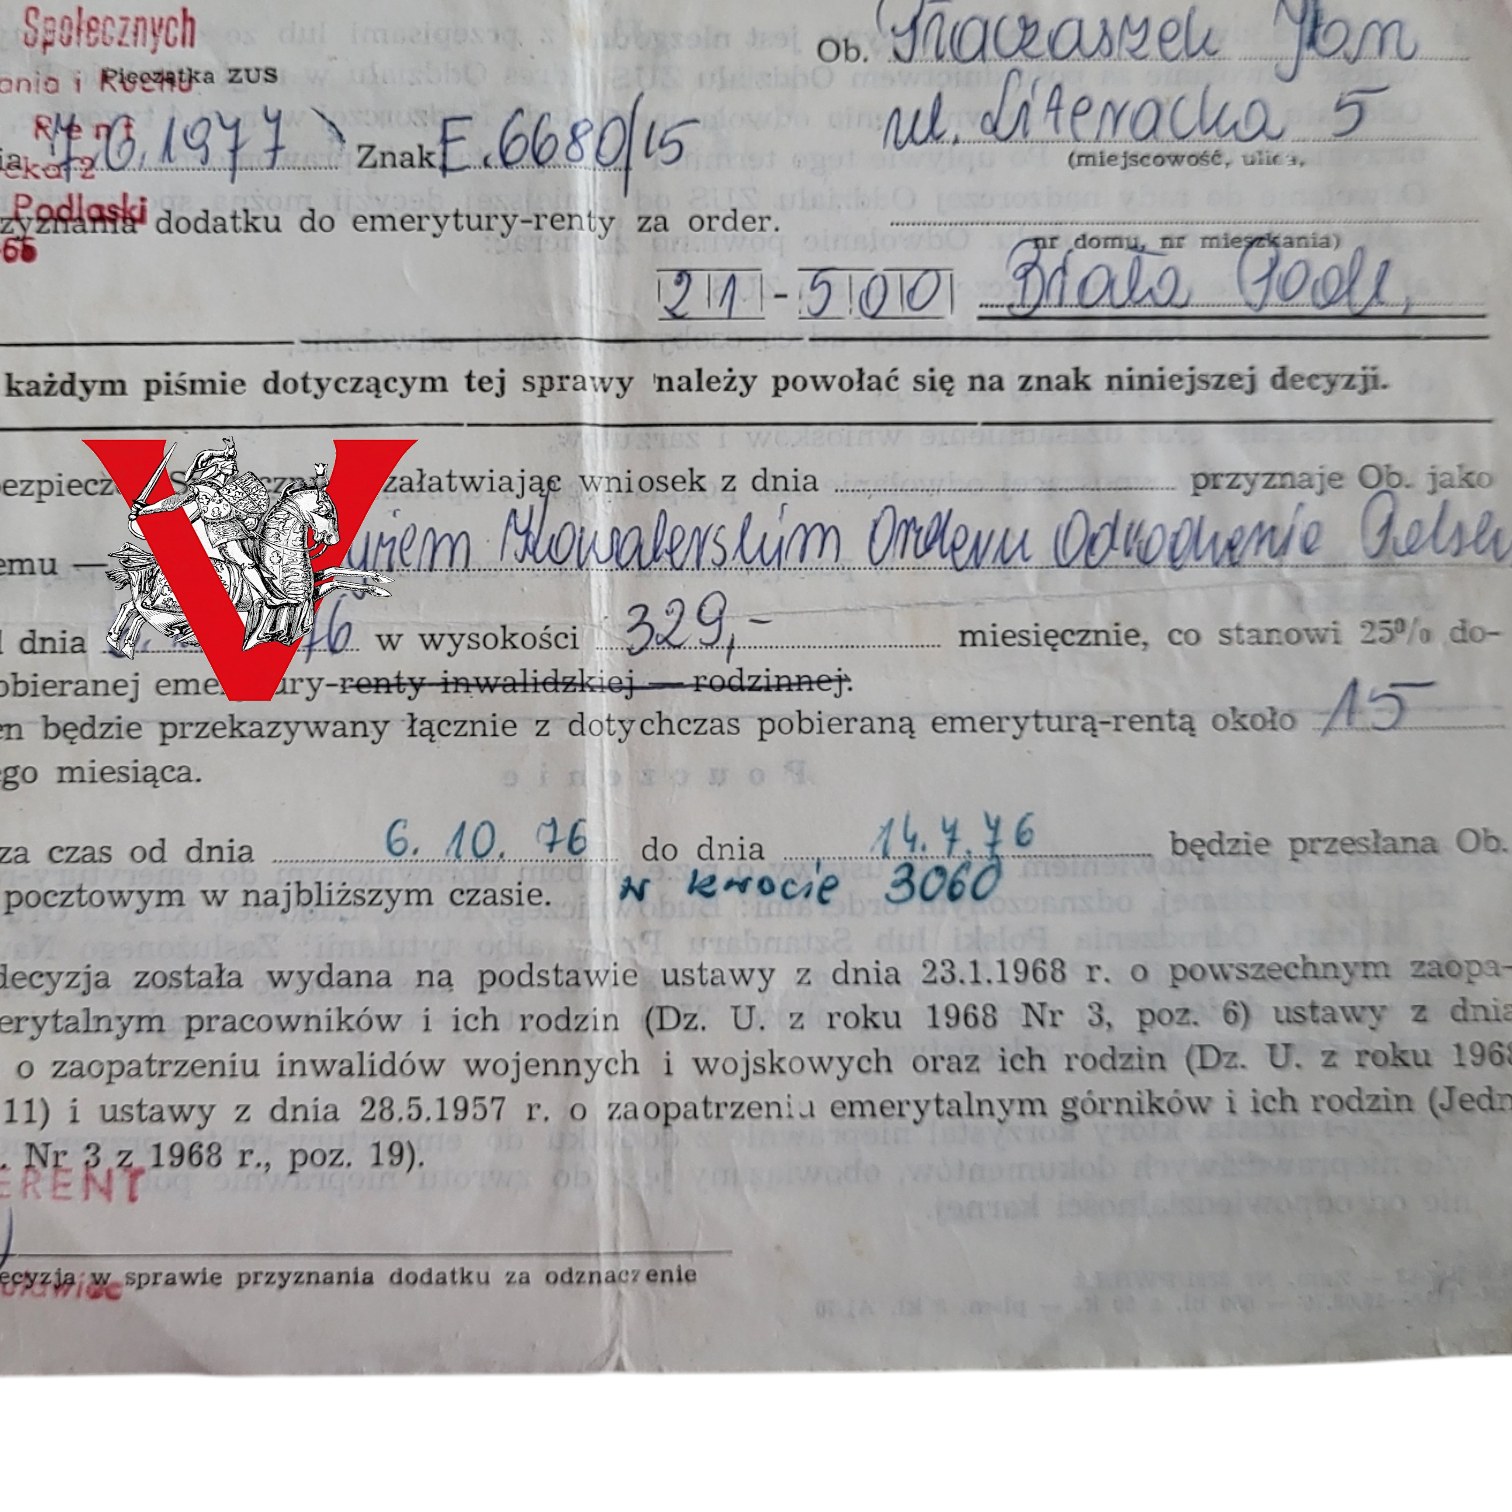 Społecznych
Pieczątka ZUS
Ob. Tkaczaszek Jan
ul. Literacka 5
(miejscowość, ulica,
1977 Znak E 6680/15
Podlaski
przyznania dodatku do emerytury-renty za order.
nr domu, nr mieszkania)
21-500 Biała Podl.
każdym piśmie dotyczącym tej sprawy należy powołać się na znak niniejszej decyzji.
załatwiając wniosek z dnia przyznaje Ob. jako
emu — Kawalerskim Orderu Odrodzenie Polski
dnia 76 w wysokości 329,- miesięcznie, co stanowi 25% do-
obieranej emerytury-renty inwalidzkiej — rodzinnej.
będzie przekazywany łącznie z dotychczas pobieraną emeryturą-rentą około 15
ego miesiąca.
za czas od dnia 6. 10. 76 do dnia 14.7.76 będzie przesłana Ob.
pocztowym w najbliższym czasie. w kwocie 3060
decyzja została wydana na podstawie ustawy z dnia 23.1.1968 r. o powszechnym zaopa-
erytalnym pracowników i ich rodzin (Dz. U. z roku 1968 Nr 3, poz. 6) ustawy z dnia
o zaopatrzeniu inwalidów wojennych i wojskowych oraz ich rodzin (Dz. U. z roku 1968
11) i ustawy z dnia 28.5.1957 r. o zaopatrzeniu emerytalnym górników i ich rodzin (Jedn
. Nr 3 z 1968 r., poz. 19).
ERENT
ecyzja w sprawie przyznania dodatku za odznaczenie